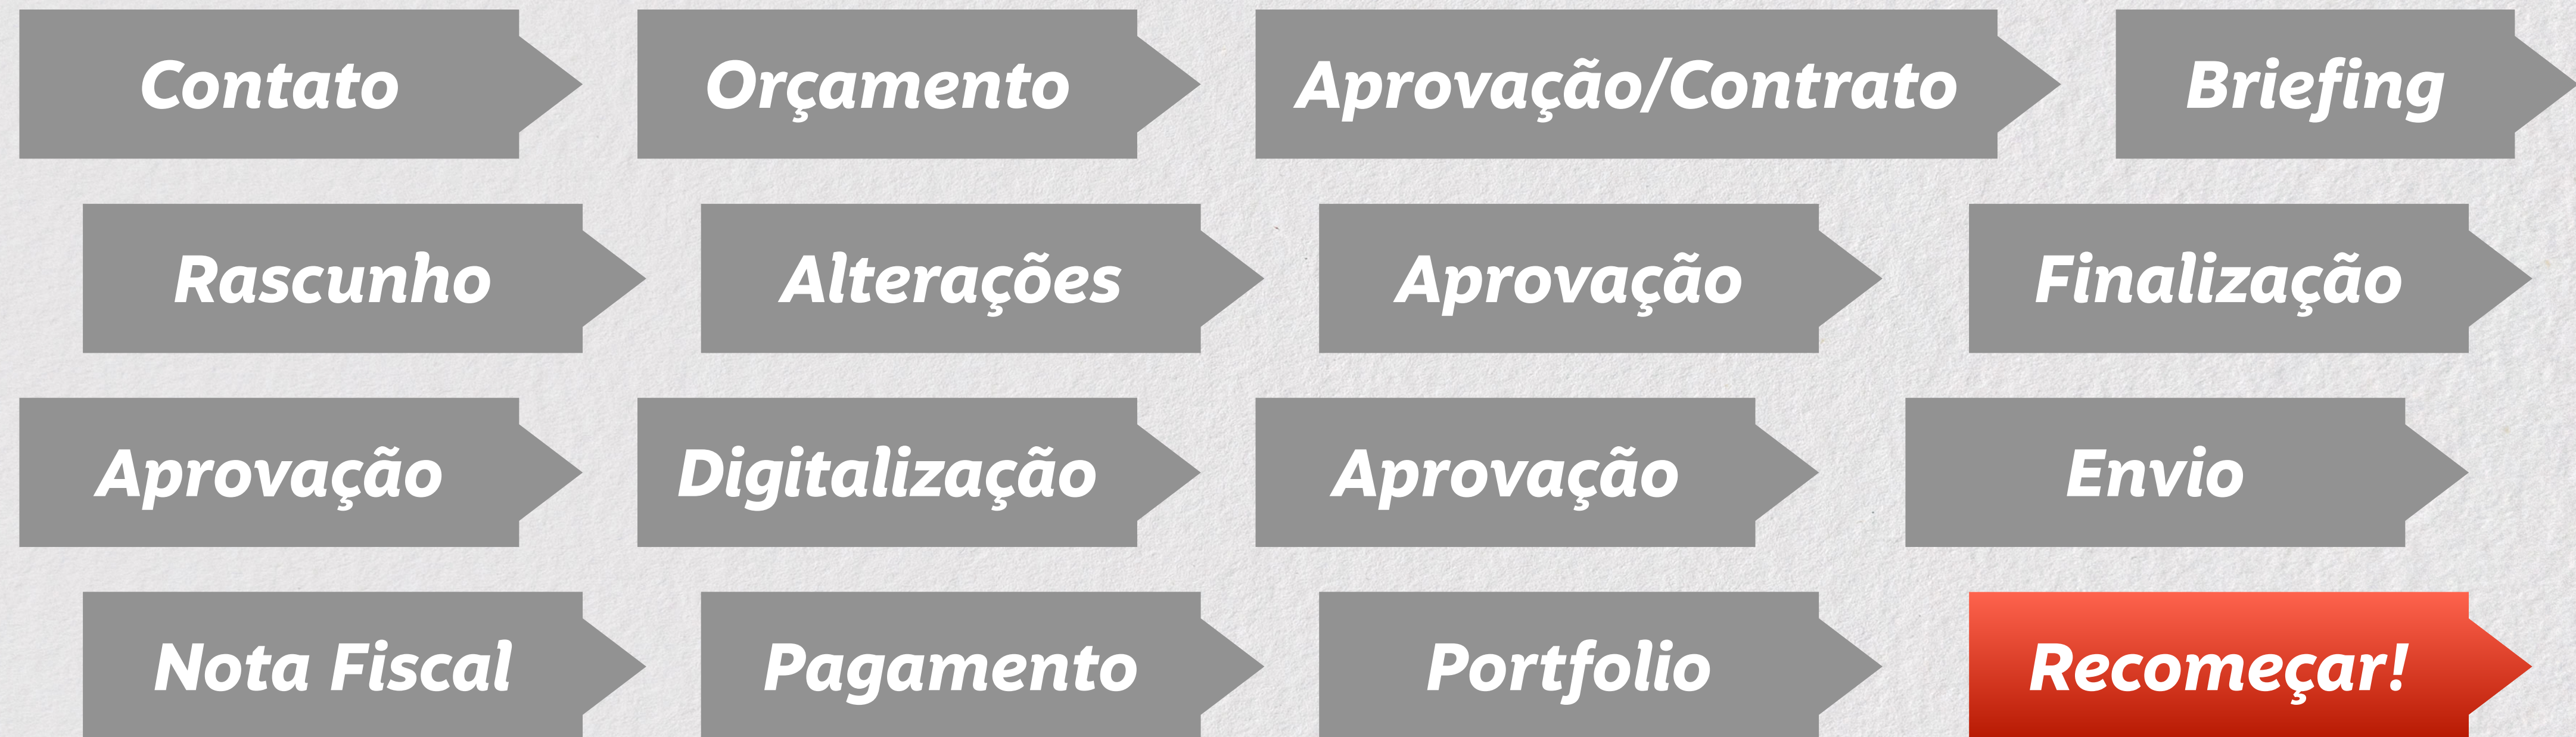 Contato
Orçamento
Aprovação/Contrato
Briefing
Rascunho
Alterações
Aprovação
Finalização
Aprovação
Digitalização
Aprovação
Envio
Nota Fiscal
Pagamento
Portfolio
Recomeçar!